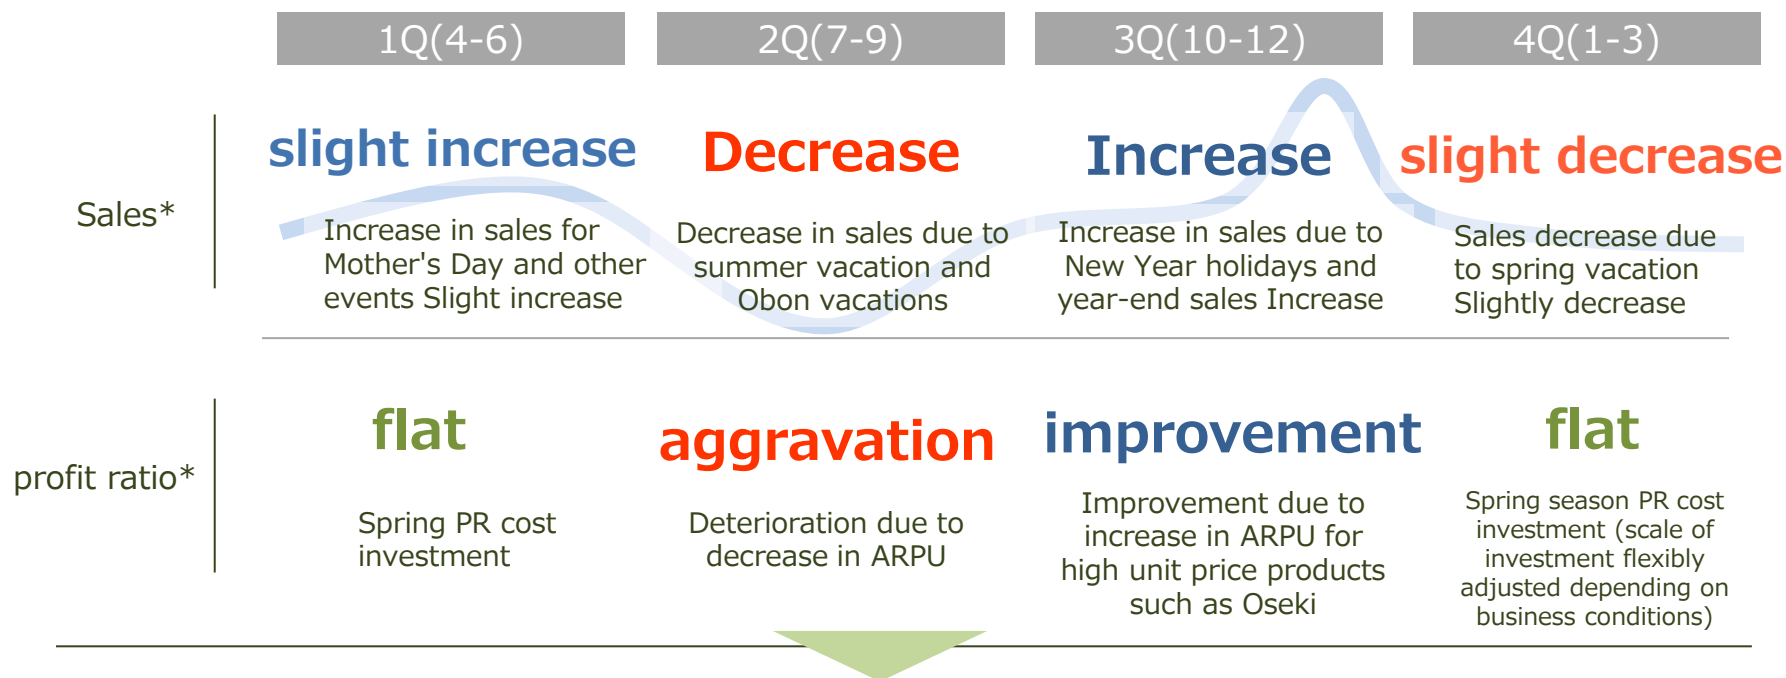 1Q(4-6)
2Q(7-9)
3Q(10-12)
4Q(1-3)
Sales*
slight increase
Increase in sales for
Mother's Day and other
events Slight increase
Decrease
Decrease in sales due to
summer vacation and
Obon vacations
Increase
Increase in sales due to
New Year holidays and
year-end sales Increase
slight decrease
Sales decrease due
to spring vacation
Slightly decrease
profit ratio*
flat
Spring PR cost
investment
aggravation
Deterioration due to
decrease in ARPU
improvement
Improvement due to
increase in ARPU for
high unit price products
such as Oseki
flat
Spring season PR cost
investment (scale of
investment flexibly
adjusted depending on
business conditions)